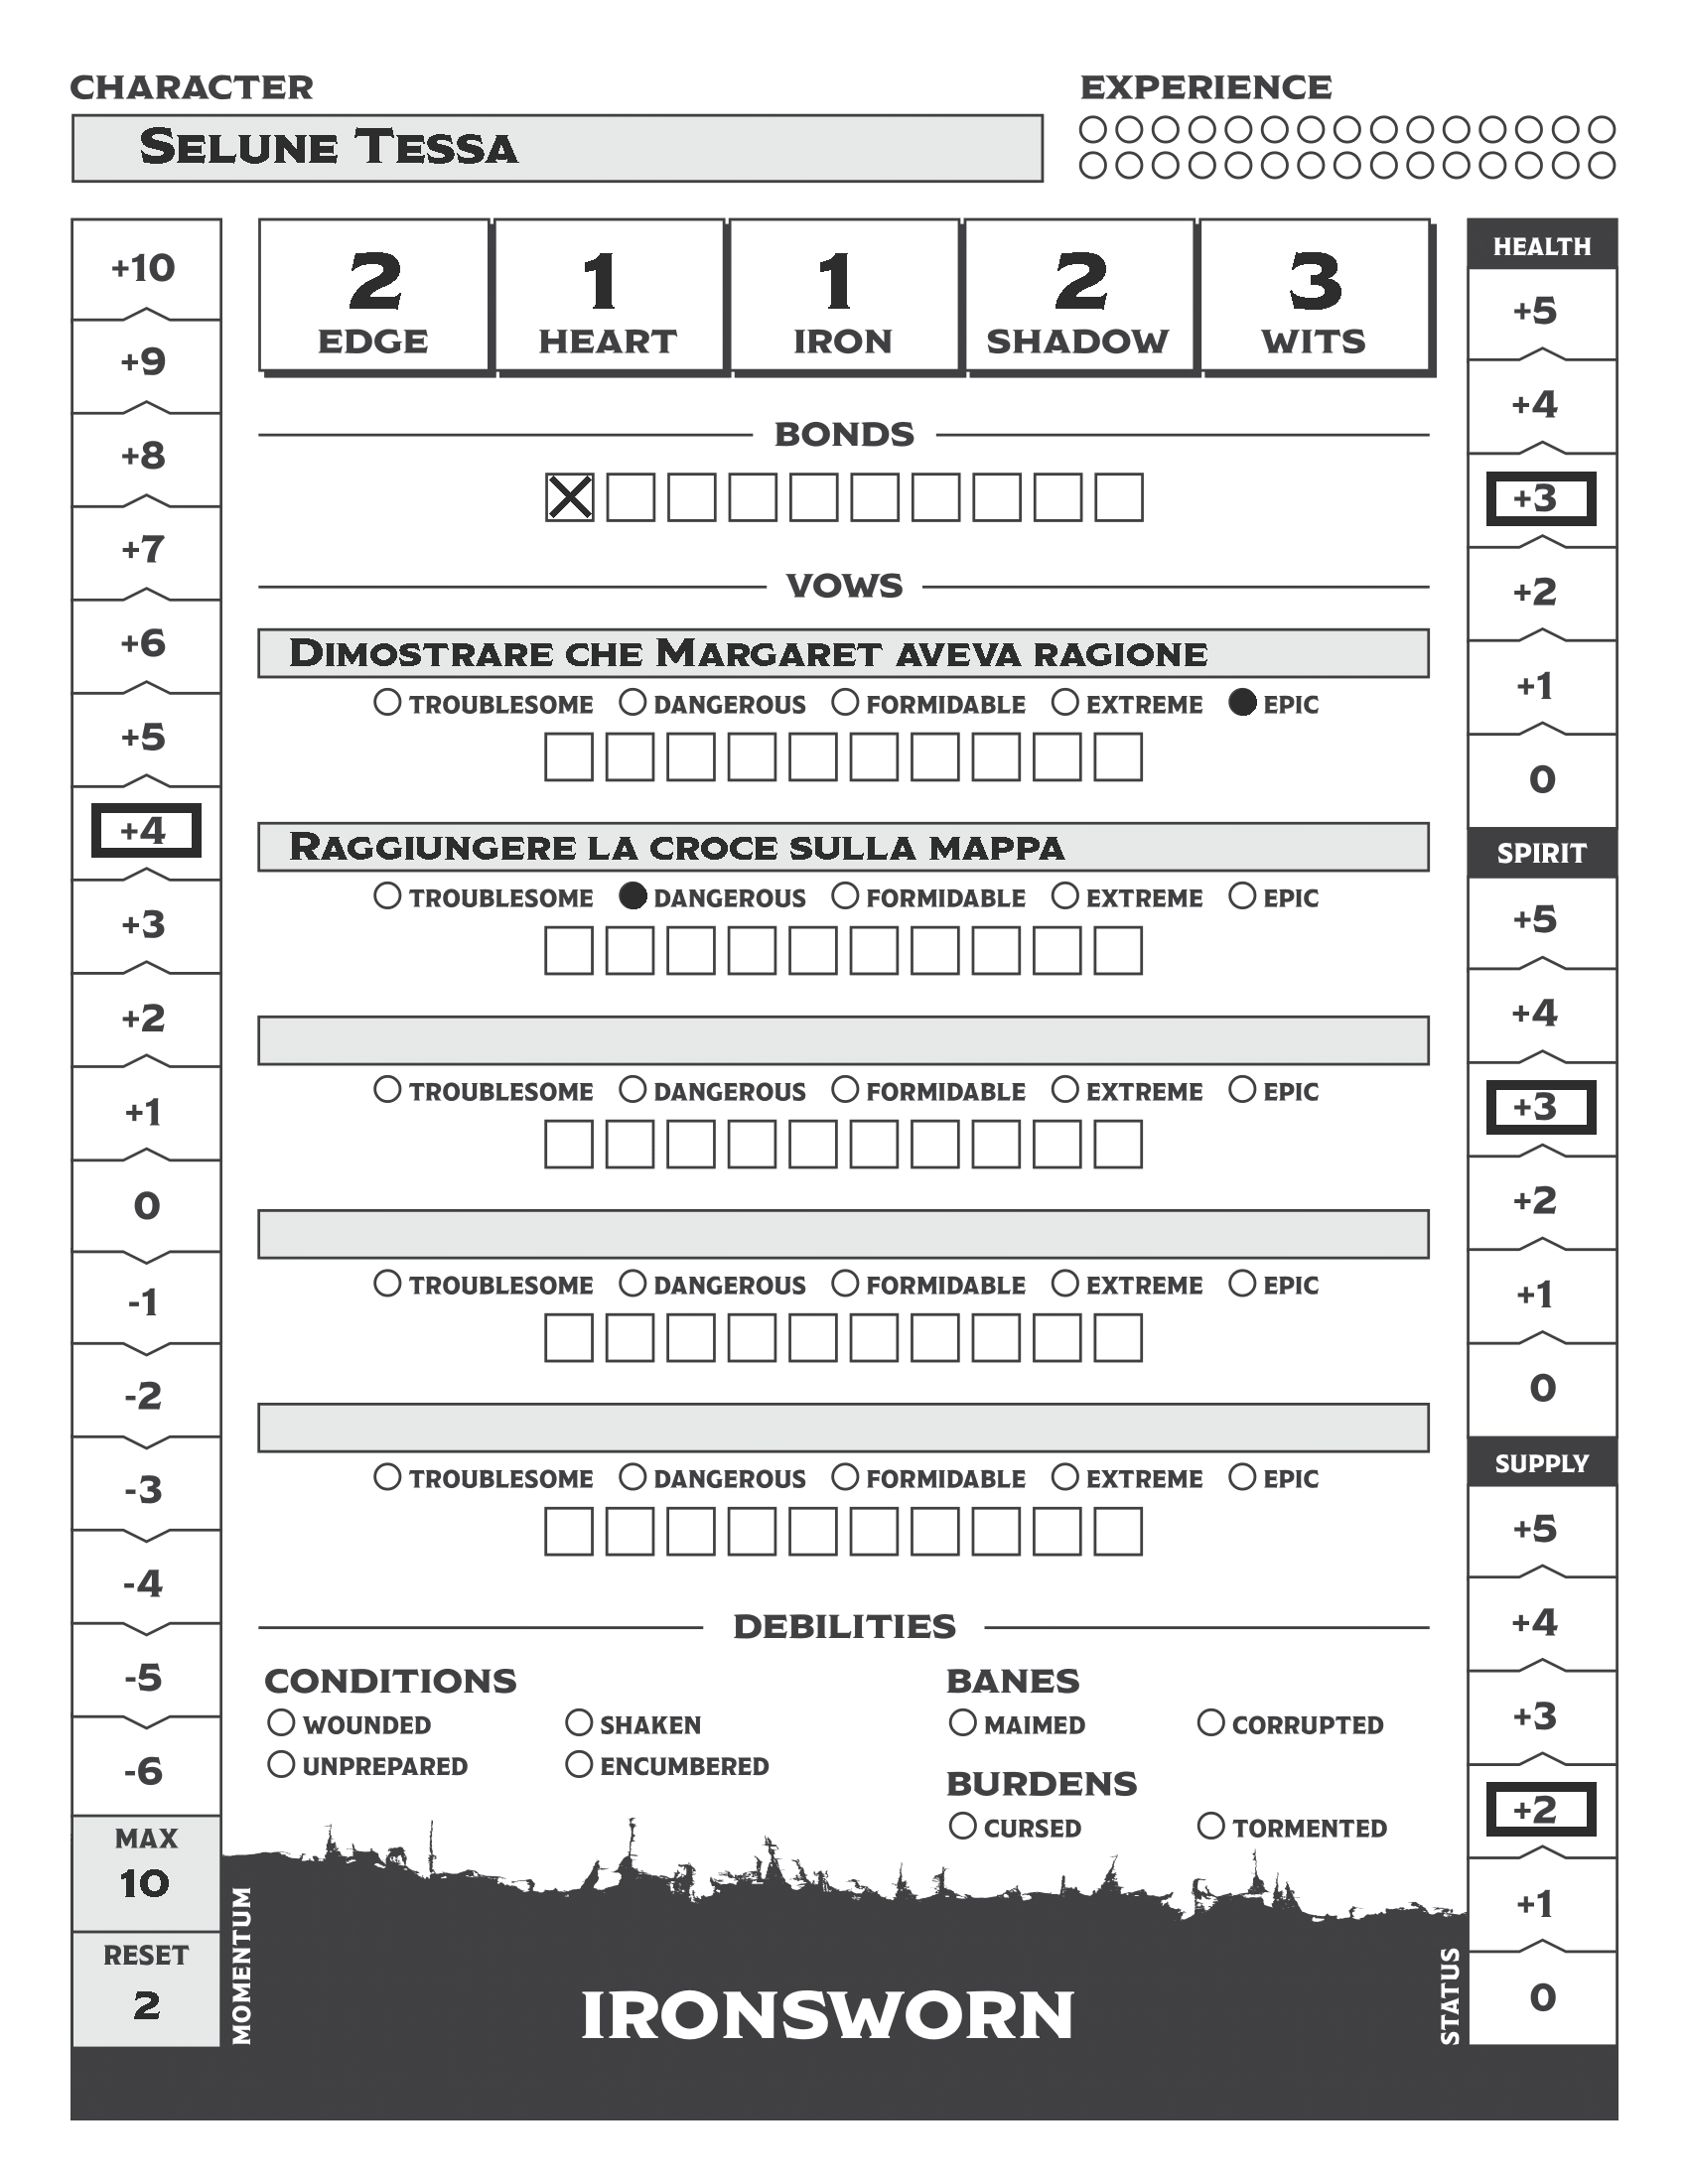 CHARACTER
EXPERIENCE
SELUNE TESSA
2 1 1 2 3
EDGE HEART IRON SHADOW WITS
BONDS
VOWS
DIMOSTRARE CHE MARGARET AVEVA RAGIONE
TROUBLESOME DANGEROUS FORMIDABLE EXTREME EPIC
RAGGIUNGERE LA CROCE SULLA MAPPA
TROUBLESOME DANGEROUS FORMIDABLE EXTREME EPIC
TROUBLESOME DANGEROUS FORMIDABLE EXTREME EPIC
TROUBLESOME DANGEROUS FORMIDABLE EXTREME EPIC
TROUBLESOME DANGEROUS FORMIDABLE EXTREME EPIC
DEBILITIES
CONDITIONS
WOUNDED SHAKEN
UNPREPARED ENCUMBERED
BANES
MAIMED CORRUPTED
BURDENS
CURSED TORMENTED
+10
+9
+8
+7
+6
+5
+4
+3
+2
+1
0
-1
-2
-3
-4
-5
-6
MAX
10
RESET
2
MOMENTUM
HEALTH
+5
+4
+3
+2
+1
0
SPIRIT
+5
+4
+3
+2
+1
0
SUPPLY
+5
+4
+3
+2
+1
0
STATUS
IRONSWORN